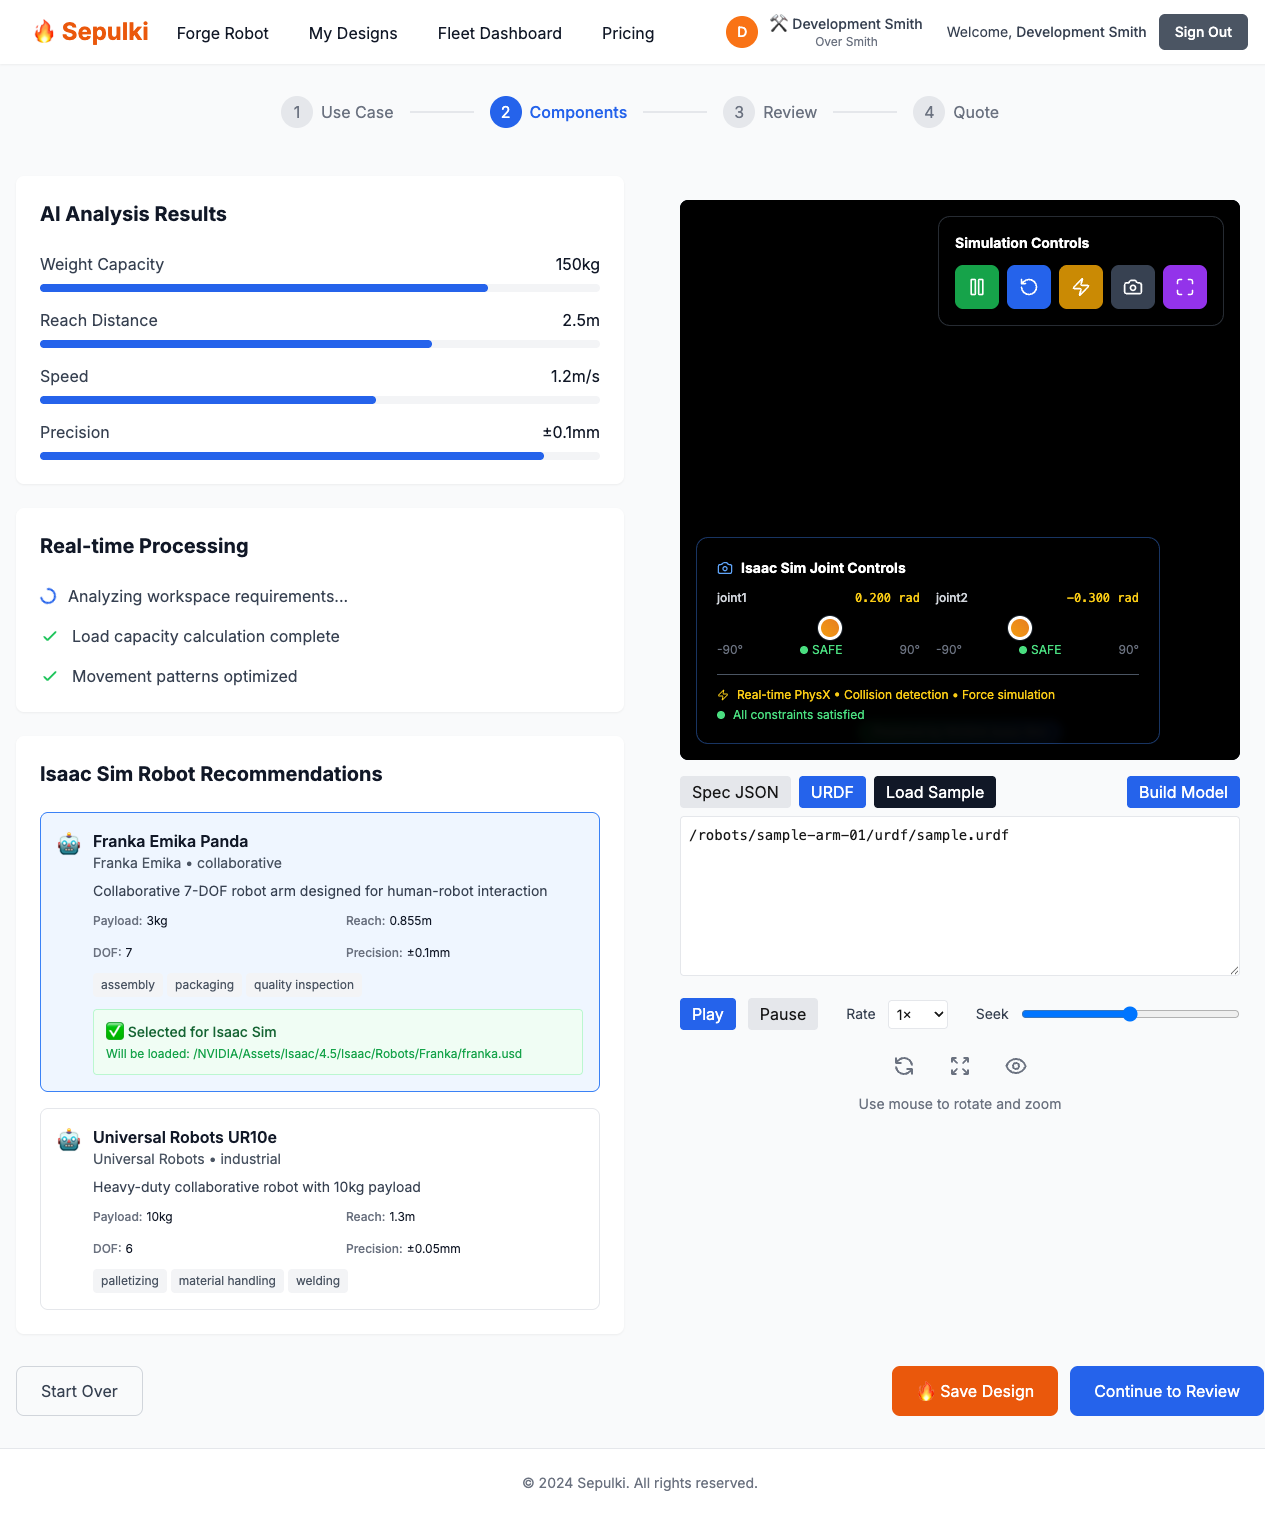 Sepulki
Forge Robot
My Designs
Fleet Dashboard
Pricing
D
Development Smith
Over Smith
Welcome, Development Smith
Sign Out
1 Use Case
2 Components
3 Review
4 Quote
AI Analysis Results
Weight Capacity 150kg
Reach Distance 2.5m
Speed 1.2m/s
Precision ±0.1mm
Real-time Processing
Analyzing workspace requirements...
Load capacity calculation complete
Movement patterns optimized
Isaac Sim Robot Recommendations
Franka Emika Panda
Franka Emika • collaborative
Collaborative 7-DOF robot arm designed for human-robot interaction
Payload: 3kg Reach: 0.855m
DOF: 7 Precision: ±0.1mm
assembly packaging quality inspection
✅ Selected for Isaac Sim
Will be loaded: /NVIDIA/Assets/Isaac/4.5/Isaac/Robots/Franka/franka.usd
Universal Robots UR10e
Universal Robots • industrial
Heavy-duty collaborative robot with 10kg payload
Payload: 10kg Reach: 1.3m
DOF: 6 Precision: ±0.05mm
palletizing material handling welding
Simulation Controls
Isaac Sim Joint Controls
joint1 0.200 rad joint2 -0.300 rad
-90° SAFE 90° -90° SAFE 90°
Real-time PhysX • Collision detection • Force simulation
All constraints satisfied
Spec JSON URDF Load Sample Build Model
/robots/sample-arm-01/urdf/sample.urdf
Play Pause Rate 1× Seek
Use mouse to rotate and zoom
Start Over
Save Design
Continue to Review
© 2024 Sepulki. All rights reserved.